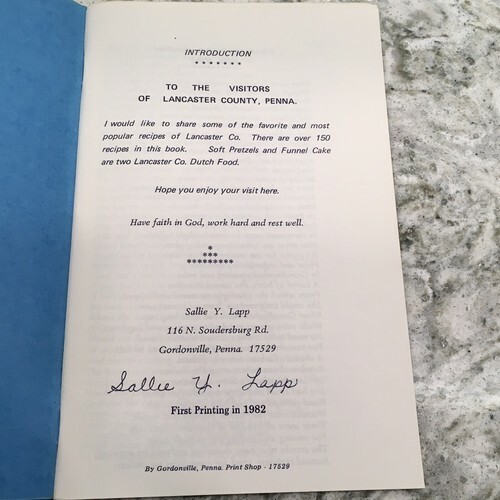 INTRODUCTION
*******
TO THE VISITORS
OF LANCASTER COUNTY, PENNA.
I would like to share some of the favorite and most
popular recipes of Lancaster Co. There are over 150
recipes in this book. Soft Pretzels and Funnel Cake
are two Lancaster Co. Dutch Food.
Hope you enjoy your visit here.
Have faith in God, work hard and rest well.
*
***
*********
Sallie Y. Lapp
116 N. Soudersburg Rd.
Gordonville, Penna. 17529
Sallie Y. Lapp
First Printing in 1982
By Gordonville, Penna. Print Shop - 17529